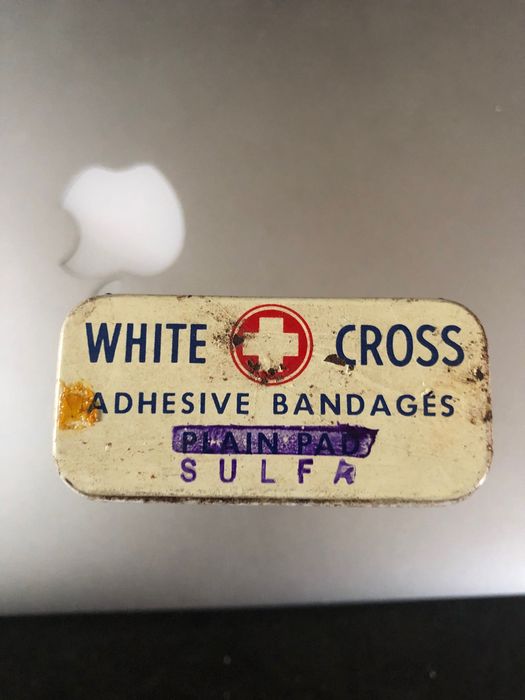 WHITE CROSS
ADHESIVE BANDAGES
PLAIN PAD
SULFA